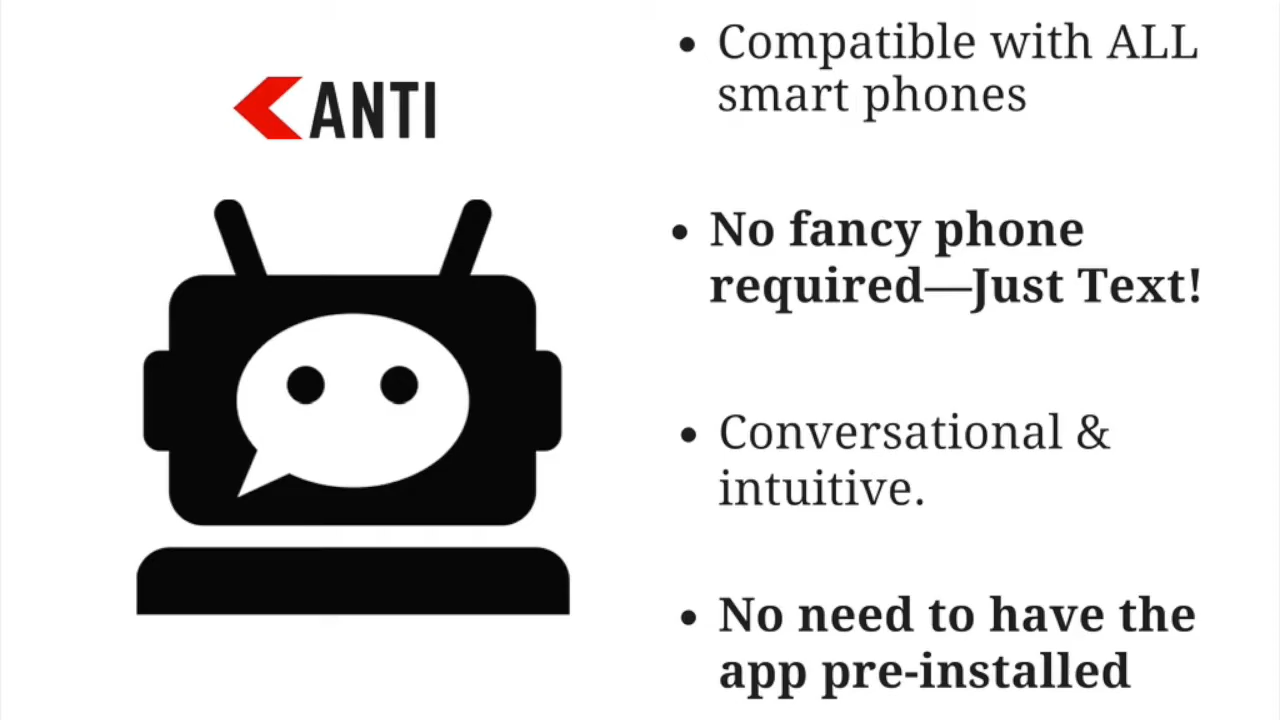 ANTI
• Compatible with ALL
smart phones
• No fancy phone
required—Just Text!
• Conversational &
intuitive.
• No need to have the
app pre-installed